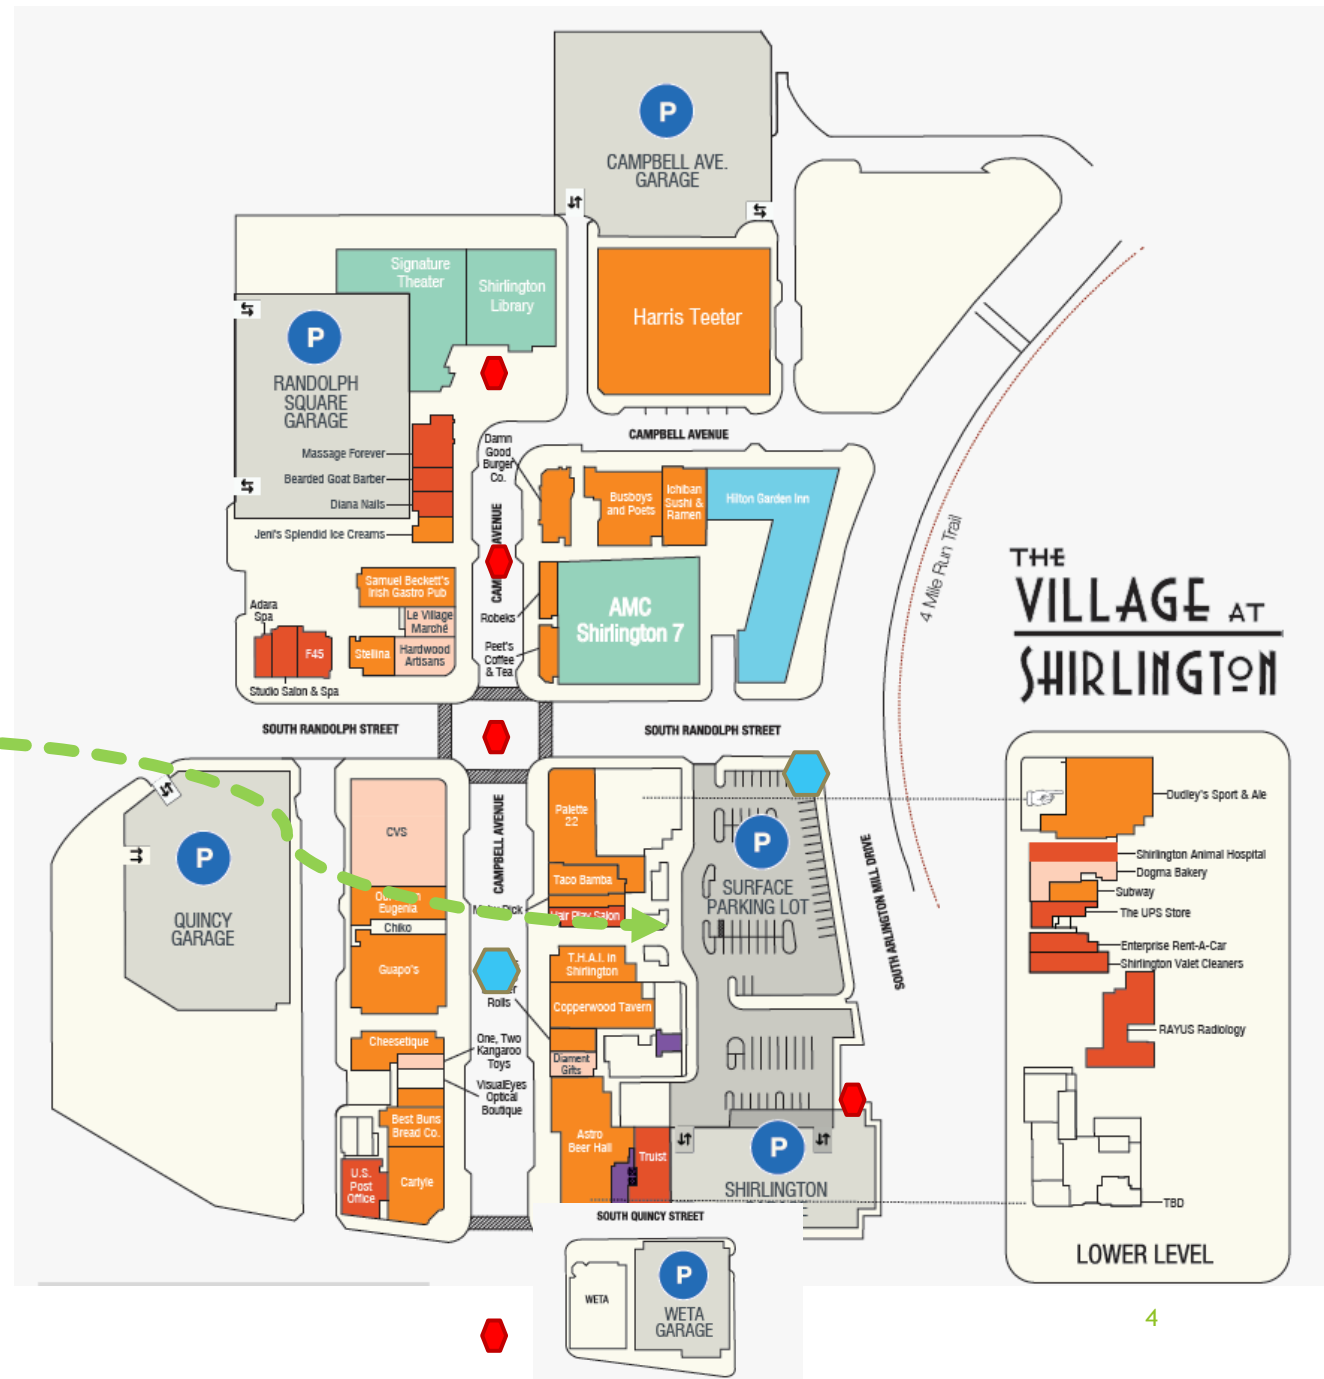 P
CAMPBELL AVE.
GARAGE
Signature
Theater
Shirlington
Library
Harris Teeter
P
RANDOLPH
SQUARE
GARAGE
Massage Forever
Bearded Goat Barber
Diana Nails
Jeni's Splendid Ice Creams
CAMPBELL AVENUE
Damn
Good
Burger
Co.
Busboys
and Poets
Ichiban
Sushi &
Ramen
Hilton Garden Inn
AVENUE
Samuel Beckett's
Irish Gastro Pub
Le Village
Marché
Hardwood
Artisans
Stellina
Adara
Spa
F45
Studio Salon & Spa
Robeks
Peet's
Coffee
& Tea
AMC
Shirlington 7
4 Mile Run Trail
THE
VILLAGE AT
SHIRLINGTON
SOUTH RANDOLPH STREET
SOUTH RANDOLPH STREET
P
QUINCY
GARAGE
CVS
Eugenia
Chiko
Guapo's
CAMPBELL AVENUE
Palette
22
Taco Bamba
Hair Play Salon
T.H.A.I. in
Shirlington
Copperwood Tavern
Rolls
Diament
Gifts
P
SURFACE
PARKING LOT
SOUTH ARLINGTON MILL DRIVE
Cheesetique
One, Two
Kangaroo
Toys
VisualEyes
Optical
Boutique
Best Buns
Bread Co.
U.S.
Post
Office
Carlyle
Astro
Beer Hall
Truist
P
SHIRLINGTON
SOUTH QUINCY STREET
WETA
P
WETA
GARAGE
Dudley's Sport & Ale
Shirlington Animal Hospital
Dogma Bakery
Subway
The UPS Store
Enterprise Rent-A-Car
Shirlington Valet Cleaners
RAYUS Radiology
TBD
LOWER LEVEL
4